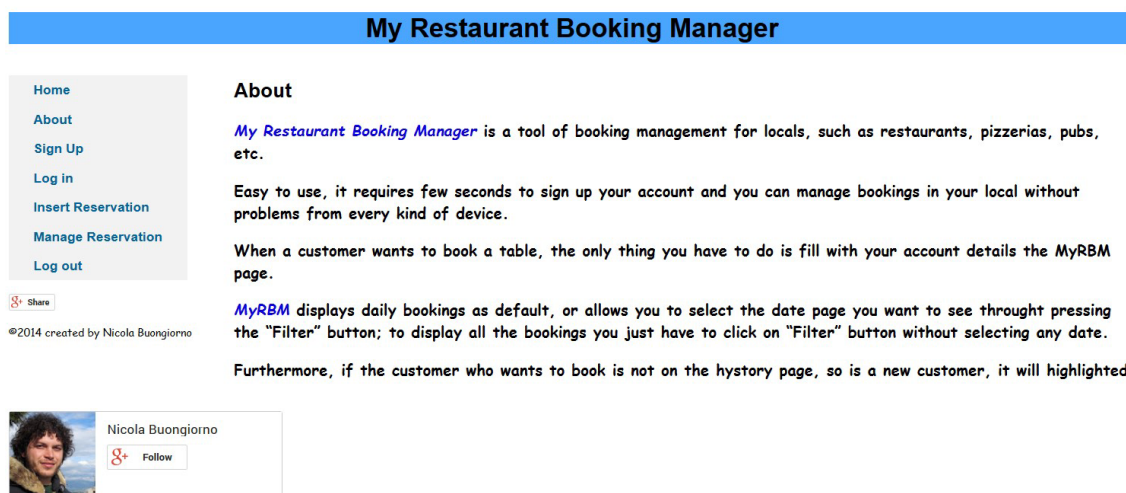 My Restaurant Booking Manager
Home
About
Sign Up
Log in
Insert Reservation
Manage Reservation
Log out
g+ Share
©2014 created by Nicola Buongiorno
About
My Restaurant Booking Manager is a tool of booking management for locals, such as restaurants, pizzerias, pubs,
etc.
Easy to use, it requires few seconds to sign up your account and you can manage bookings in your local without
problems from every kind of device.
When a customer wants to book a table, the only thing you have to do is fill with your account details the MyRBM
page.
MyRBM displays daily bookings as default, or allows you to select the date page you want to see throught pressing
the “Filter” button; to display all the bookings you just have to click on “Filter” button without selecting any date.
Furthermore, if the customer who wants to book is not on the hystory page, so is a new customer, it will highlighted
Nicola Buongiorno
g+ Follow